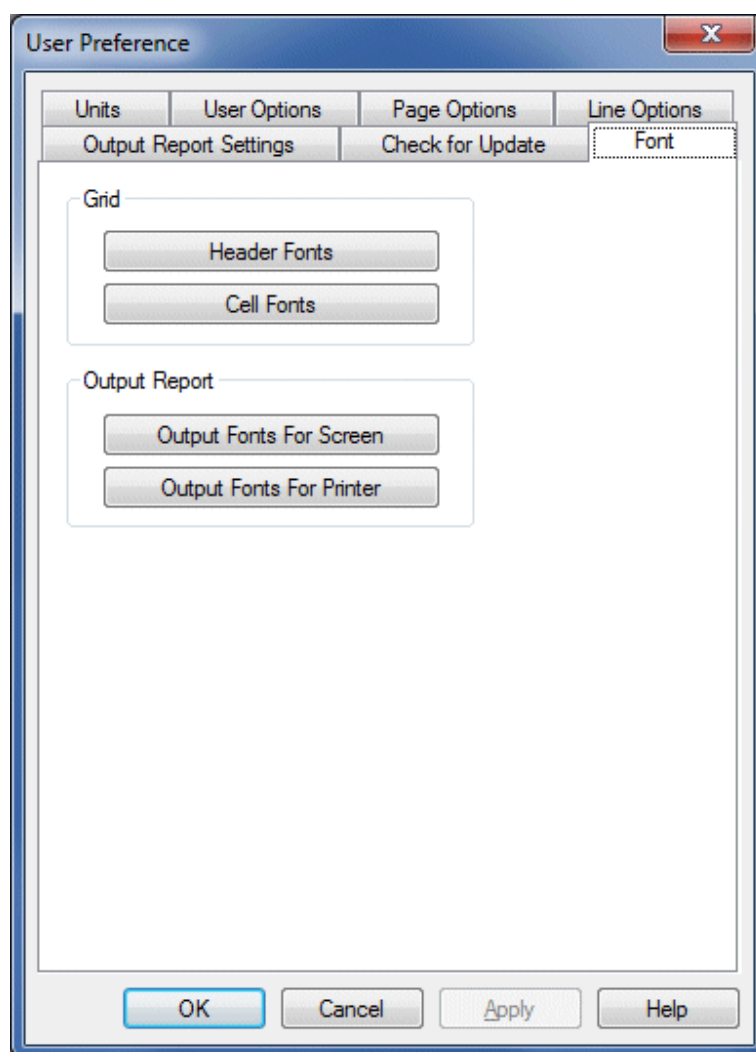 User Preference
Units User Options Page Options Line Options
Output Report Settings Check for Update Font
Grid
Header Fonts
Cell Fonts
Output Report
Output Fonts For Screen
Output Fonts For Printer
OK Cancel Apply Help